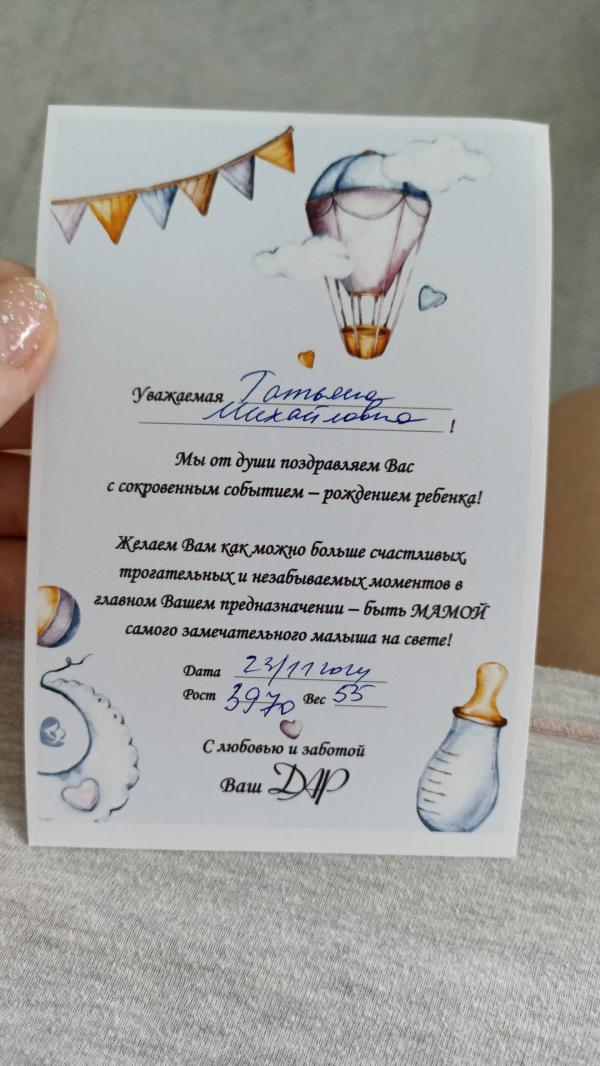 Уважаемая Татьяна
Михайловна !
Мы от души поздравляем Вас
с сокровенным событием – рождением ребенка!
Желаем Вам как можно больше счастливых,
трогательных и незабываемых моментов в
главном Вашем предназначении – быть МАМОЙ
самого замечательного малыша на свете!
Дата 23/11
Рост 3970 Вес 55
С любовью и заботой
Ваш ДАР